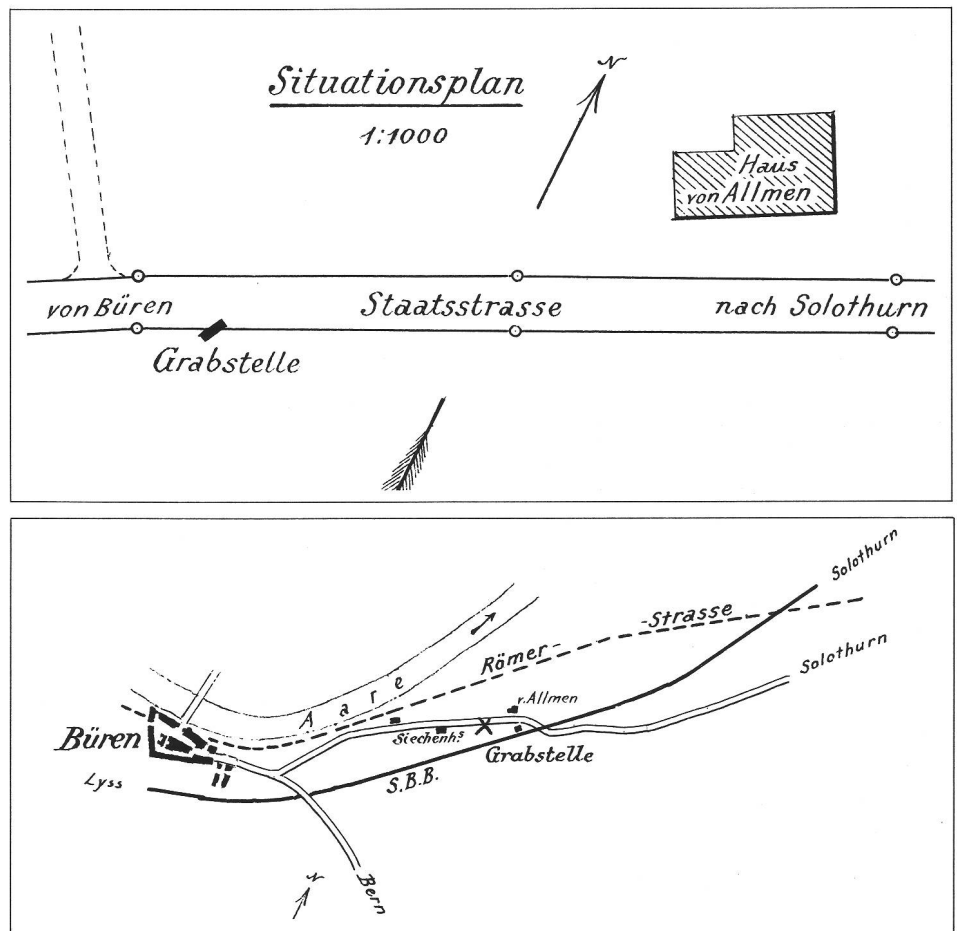 Situationsplan
1:1000
N
Haus
von Allmen
von Büren
Staatsstrasse
nach Solothurn
Grabstelle
Solothurn
Römer-
-Strasse
Solothurn
Aare
v. Allmen
Büren
Siechenhs
Grabstelle
Lyss
S.B.B.
Bern
N